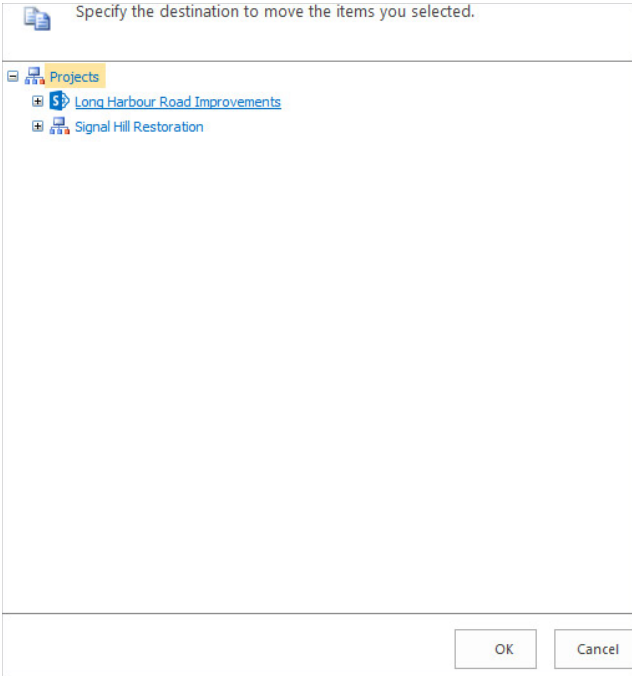 Specify the destination to move the items you selected.
Projects
Long Harbour Road Improvements
Signal Hill Restoration
OK
Cancel